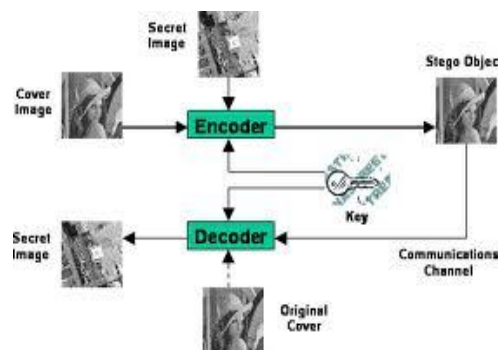 Secret
Image
Stego Objec
Cover
Image
Encoder
Key
Secret
Image
Decoder
Communications
Channel
Original
Cover